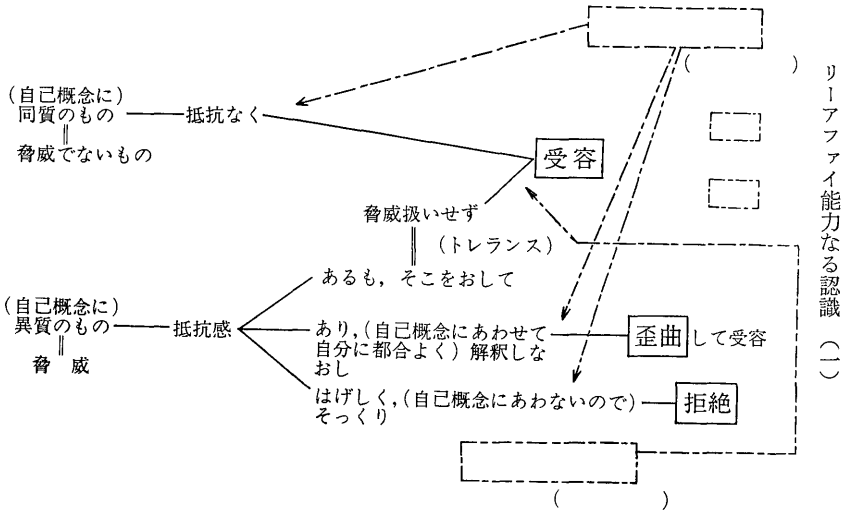 リーアファイ能力なる認識（一）
(　　　　　)
(自己概念に)
同質のもの
‖
脅威でないもの
抵抗なく
受容
脅威扱いせず
‖
(トレランス)
あるも，そこをおして
(自己概念に)
異質のもの
‖
脅　威
抵抗感
あり，(自己概念にあわせて
自分に都合よく）解釈しな
おし
歪曲して受容
はげしく，(自己概念にあわないので)
そっくり
拒絶
(　　　　　)